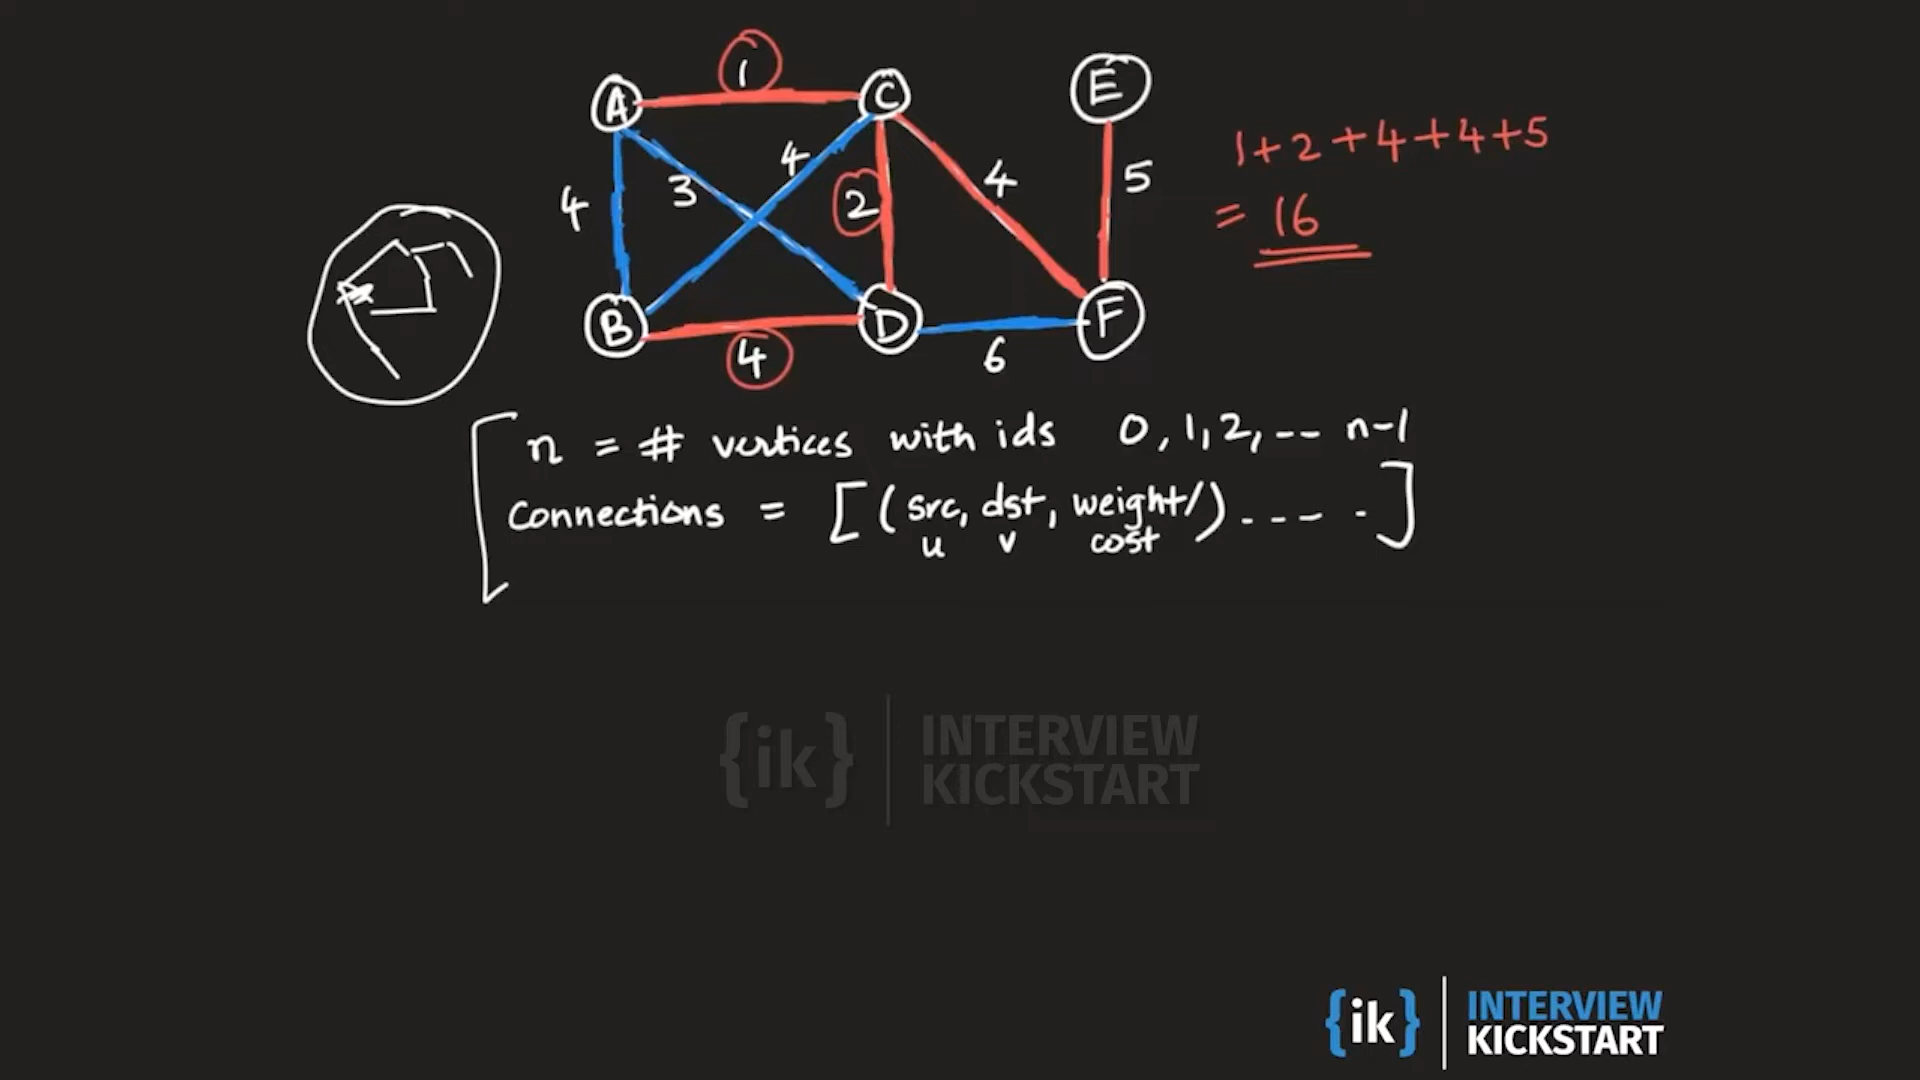 1
A
C
E
1+2+4+4+5
4
3
4
2
4
5
= 16
B
D
F
4
6
n = # vertices with ids 0, 1, 2, -- n-1
Connections = [(src, dst, weight/) ---- . ]
u v cost
{ik} INTERVIEW
KICKSTART
{ik} INTERVIEW
KICKSTART